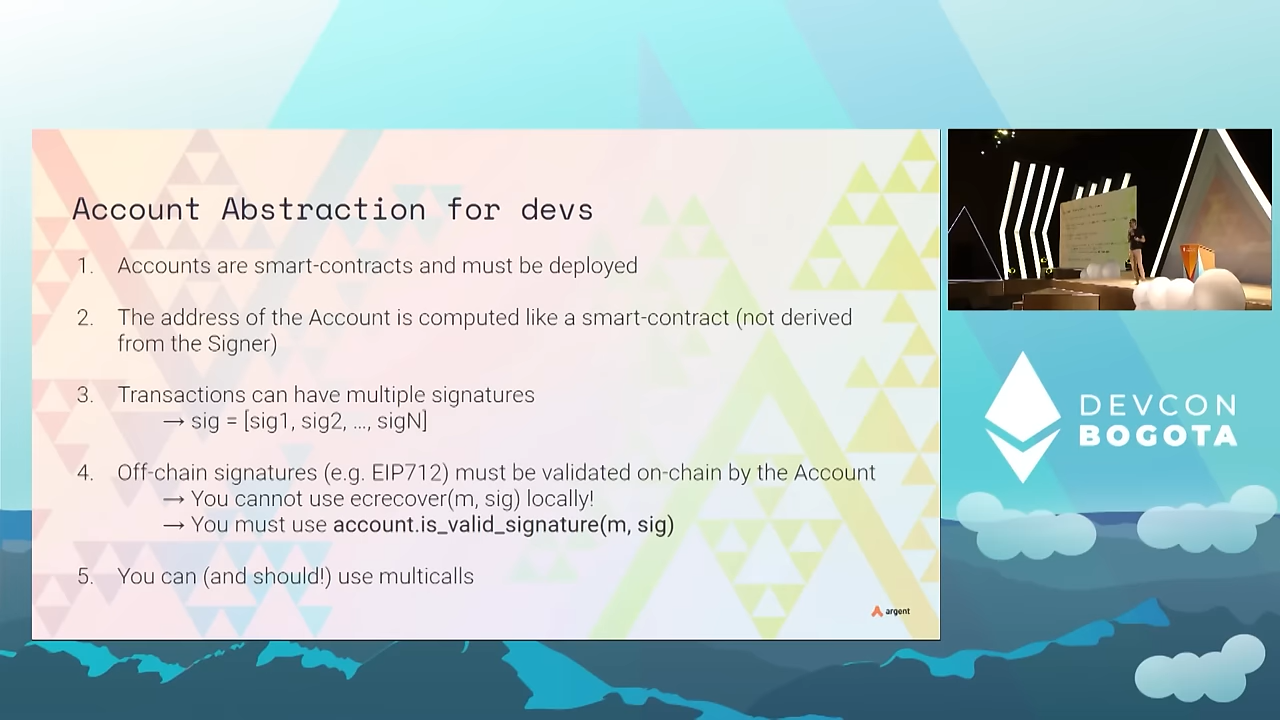 Account Abstraction for devs
1. Accounts are smart-contracts and must be deployed
2. The address of the Account is computed like a smart-contract (not derived
from the Signer)
3. Transactions can have multiple signatures
→ sig = [sig1, sig2, ..., sigN]
4. Off-chain signatures (e.g. EIP712) must be validated on-chain by the Account
→ You cannot use ecrecover(m, sig) locally!
→ You must use account.is_valid_signature(m, sig)
5. You can (and should!) use multicalls
argent
DEVCON
BOGOTA